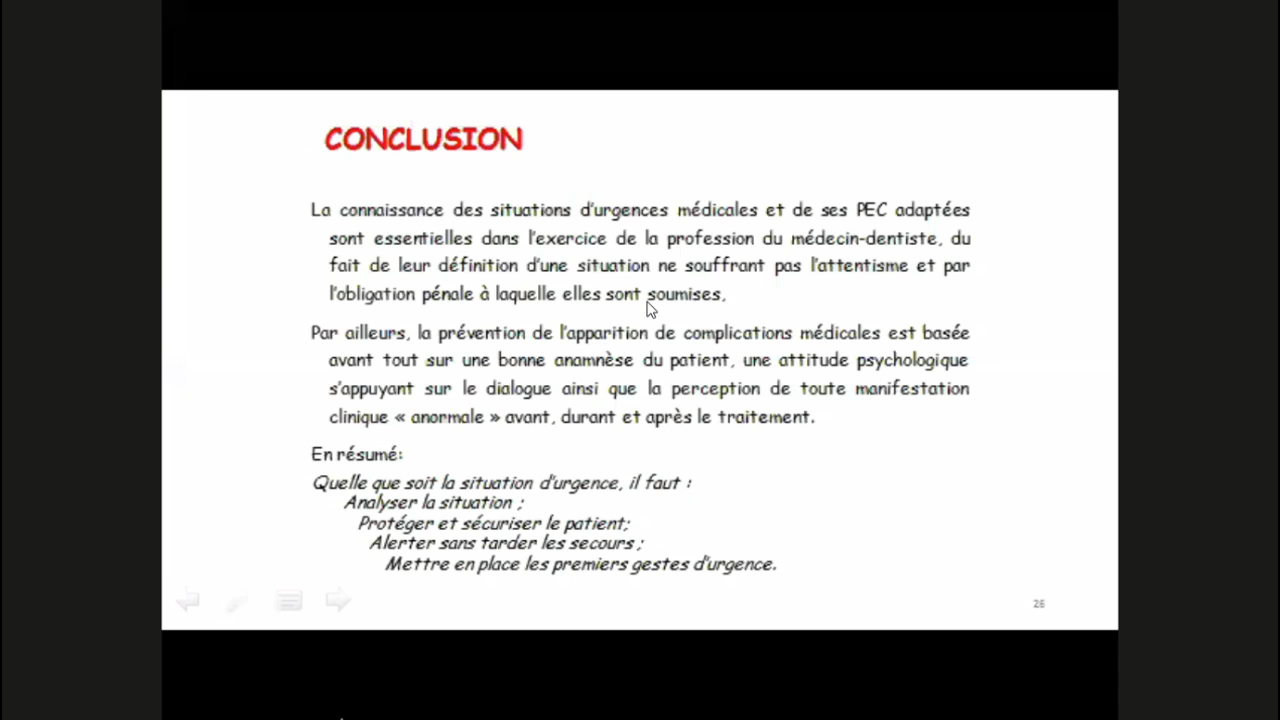 CONCLUSION
La connaissance des situations d'urgences médicales et de ses PEC adaptées
sont essentielles dans l'exercice de la profession du médecin-dentiste, du
fait de leur définition d'une situation ne souffrant pas l'attentisme et par
l'obligation pénale à laquelle elles sont soumises,
Par ailleurs, la prévention de l'apparition de complications médicales est basée
avant tout sur une bonne anamnèse du patient, une attitude psychologique
s'appuyant sur le dialogue ainsi que la perception de toute manifestation
clinique « anormale » avant, durant et après le traitement.
En résumé:
Quelle que soit la situation d'urgence, il faut :
Analyser la situation ;
Protéger et sécuriser le patient;
Alerter sans tarder les secours ;
Mettre en place les premiers gestes d'urgence.
26